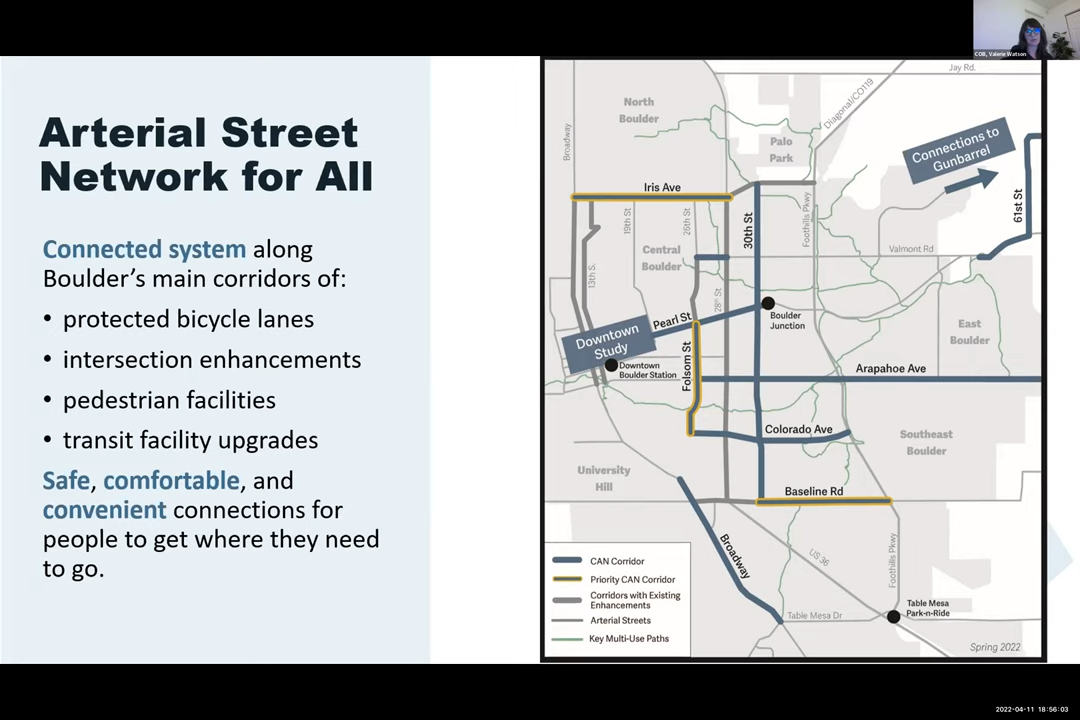 COB, Valerie Watson
Arterial Street
Network for All
Connected system along
Boulder's main corridors of:
• protected bicycle lanes
• intersection enhancements
• pedestrian facilities
• transit facility upgrades
Safe, comfortable, and
convenient connections for
people to get where they need
to go.
Jay Rd.
Diagonal/CO119
North
Boulder
Broadway
Palo
Park
Connections to
Gunbarrel
Iris Ave
61st St
19th St
26th St
30th St
Foothills Pkwy
Central
Boulder
Valmont Rd
13th S.
28th St
Pearl St
Boulder
Junction
Downtown
Study
East
Boulder
Downtown
Boulder Station
Folsom St
Arapahoe Ave
Colorado Ave
Southeast
Boulder
University
Hill
Baseline Rd
Broadway
US 36
Foothills Pkwy
CAN Corridor
Priority CAN Corridor
Corridors with Existing
Enhancements
Arterial Streets
Key Multi-Use Paths
Table Mesa Dr
Table Mesa
Park-n-Ride
Spring 2022
2022-04-11 18:56:03